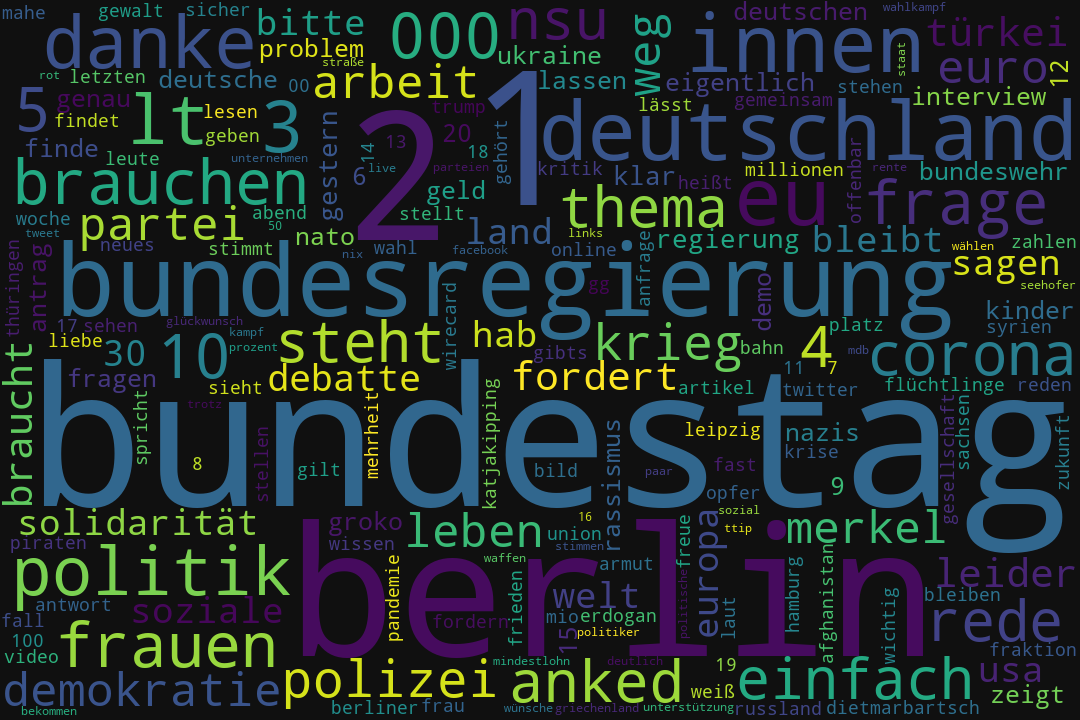 mahe gewalt sicher bitte 000 nsu weg innen deutschen wahlkampf türkei
danke problem straße ukraine staat
rot letzten deutsche 00 arbeit trump lassen eigentlich stehen euro 12
5 genau lt lesen 3 21 lässt gemeinsam interview
findet geben 20 gehört deutschland
finde leute unternehmen gestern 14 13 18 kritik klar millionen offenbar rente bundeswehr
brauchen 6 live parteien geld heißt eu frage
woche partei abend 50 stellt thema
tweet neues stimmt nato nix wahl land facebook links online regierung bleibt wählen zahlen
thüringen antrag bundesregierung anfrage gg demo sagen seehofer
17 sehen glückwunsch kampf wirecard kinder
liebe 30 10 prozent steht hab gibts krieg bahn 4 platz syrien
braucht fragen sieht debatte fordert artikel 11 7 mdb corona
twitter flüchtlinge reden
spricht trotz mehrheit katjakipping bundestag leipzig nazis krise gesellschaft sachsen zukunft
8 stellen gilt bild rassismus paar fast
opfer 9
solidarität groko leben 16 union sozial ttip merkel
piraten wissen stimmen freue europa
politik pandemie berlin waffen armut hamburg afghanistan leider
antwort frieden welt politische laut wichtig bleiben
fall soziale fordern mio erdogan rede
100 15 politiker
video frauen mindestlohn deutlich 19 fraktion
demokratie polizei anked weiß einfach usa
bekommen berliner frau wünsche griechenland unterstützung russland dietmarbartsch zeigt